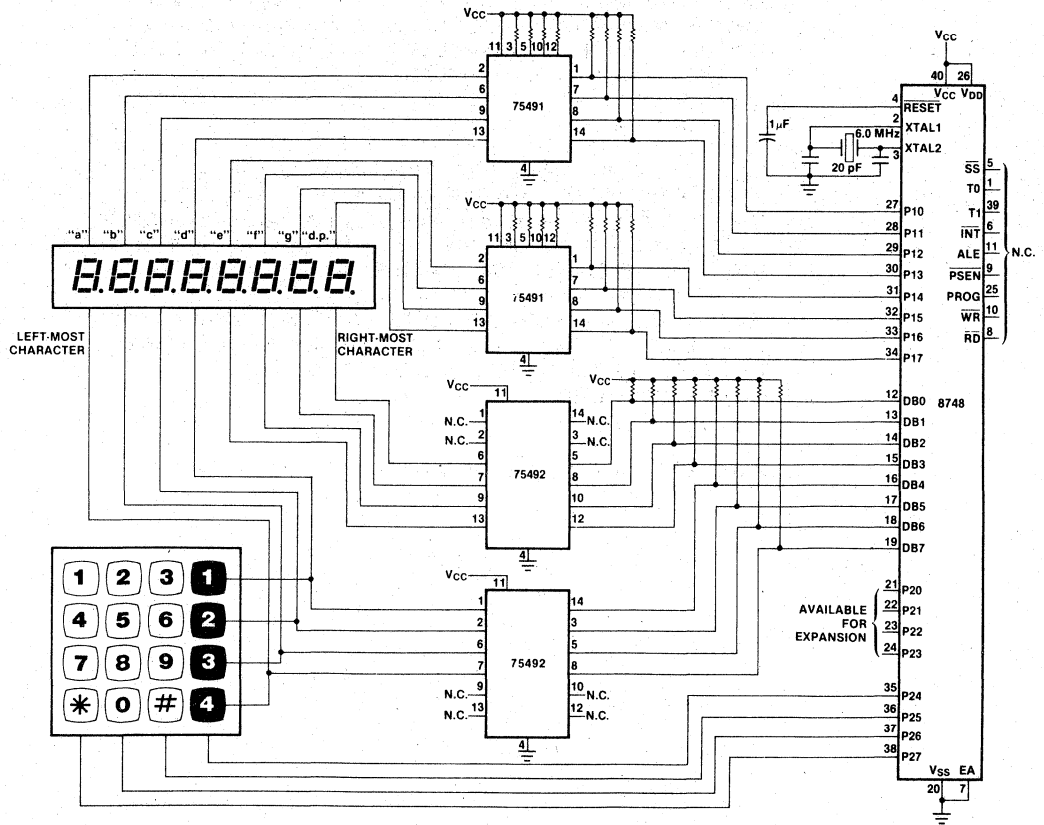 VCC
11 3 5 10 12
2 1
6 7
9 8
13 14
75491
4
VCC
11 3 5 10 12
2 1
6 7
9 8
13 14
75491
4
"a" "b" "c" "d" "e" "f" "g" "d.p."
8.8.8.8.8.8.8.8.
LEFT-MOST
CHARACTER
RIGHT-MOST
CHARACTER
VCC
11
N.C. 1 14 N.C.
N.C. 2 3 N.C.
6 5
7 8
9 10
13 12
75492
4
VCC
VCC
11
1 14
2 3
6 5
7 8
N.C. 9 10 N.C.
N.C. 13 12 N.C.
75492
4
1 2 3 1
4 5 6 2
7 8 9 3
* 0 # 4
VCC
40 26
VCC VDD
4 RESET
2 XTAL1
3 XTAL2
1 μF
6.0 MHz
20 pF
SS 5
T0 1
T1 39
INT 6
ALE 11
PSEN 9
PROG 25
WR 10
RD 8
N.C.
27 P10
28 P11
29 P12
30 P13
31 P14
32 P15
33 P16
34 P17
12 DB0
8748
13 DB1
14 DB2
15 DB3
16 DB4
17 DB5
18 DB6
19 DB7
AVAILABLE
FOR
EXPANSION
21 P20
22 P21
23 P22
24 P23
35 P24
36 P25
37 P26
38 P27
VSS EA
20 7